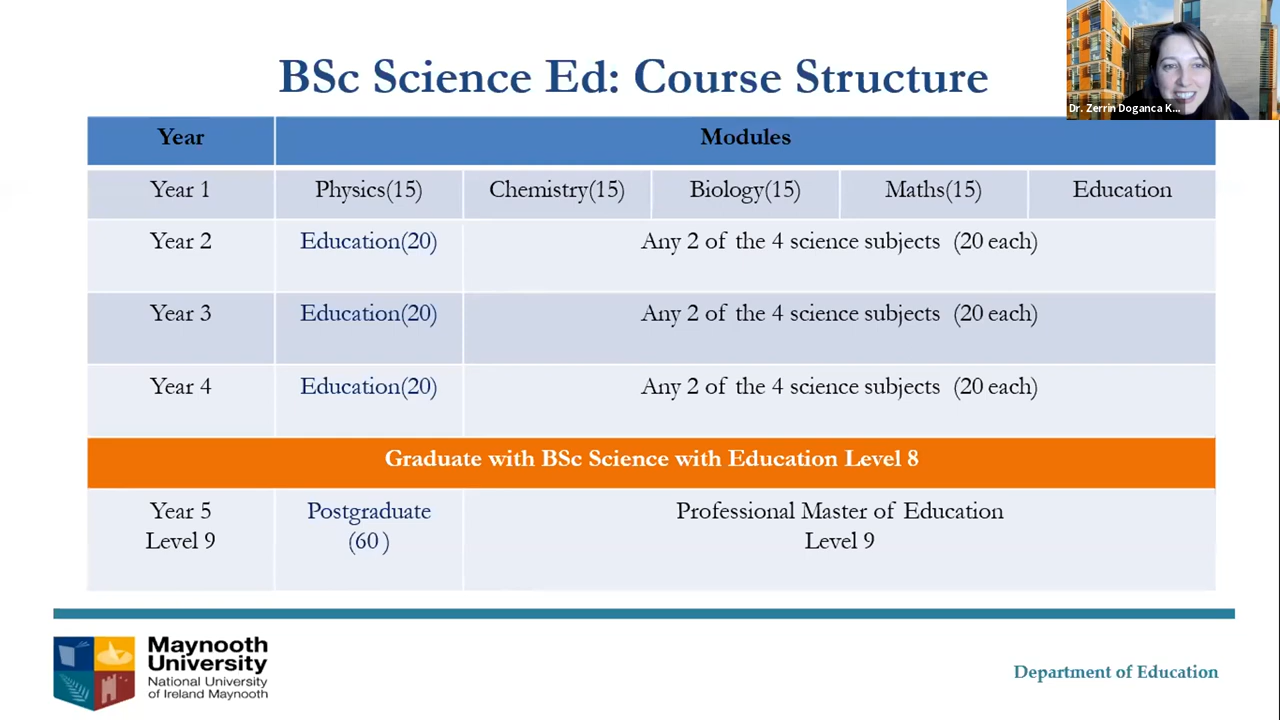 BSc Science Ed: Course Structure
Dr. Zerrin Doganca K...
Year Modules
Year 1 Physics(15) Chemistry(15) Biology(15) Maths(15) Education
Year 2 Education(20) Any 2 of the 4 science subjects (20 each)
Year 3 Education(20) Any 2 of the 4 science subjects (20 each)
Year 4 Education(20) Any 2 of the 4 science subjects (20 each)
Graduate with BSc Science with Education Level 8
Year 5 Postgraduate Professional Master of Education
Level 9 (60 ) Level 9
Maynooth
University
National University
of Ireland Maynooth
Department of Education